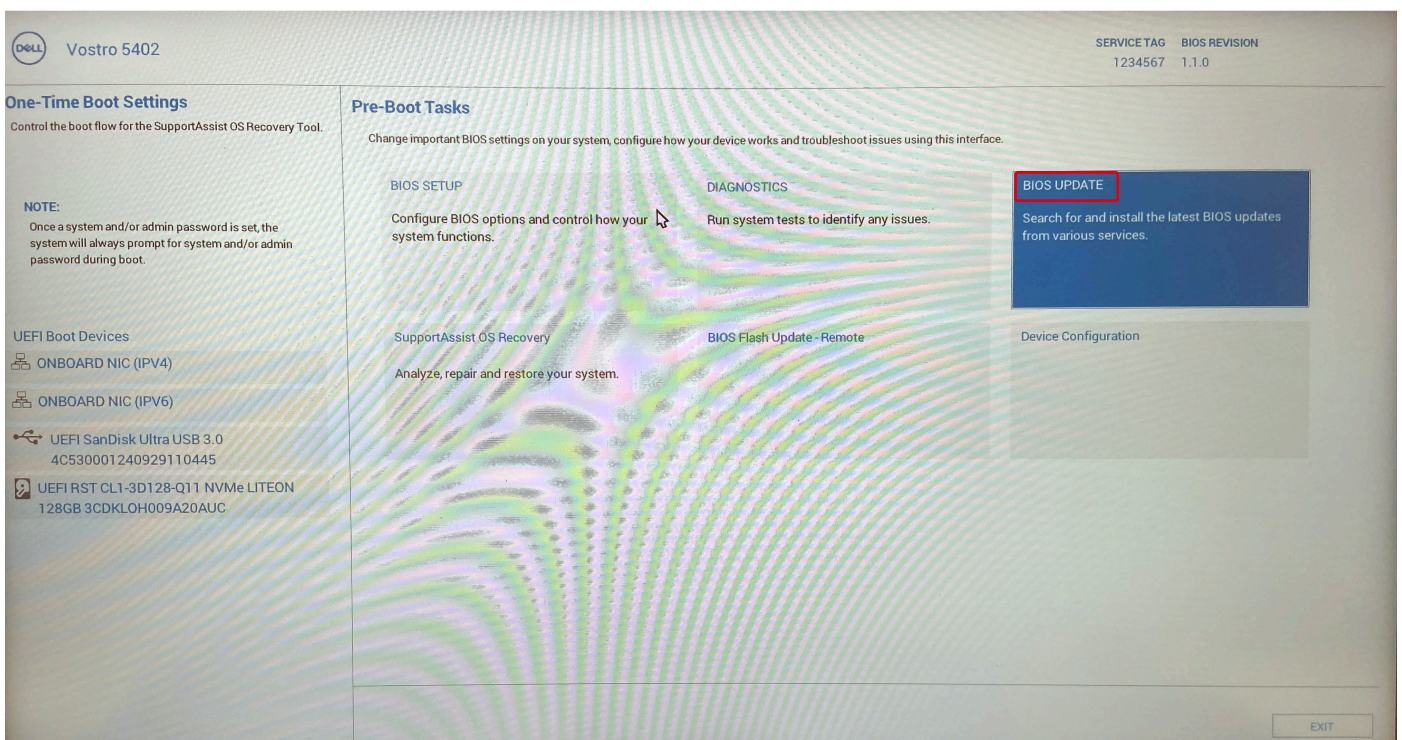 DELL
Vostro 5402
SERVICE TAG
1234567
BIOS REVISION
1.1.0
One-Time Boot Settings
Control the boot flow for the SupportAssist OS Recovery Tool.
NOTE:
Once a system and/or admin password is set, the
system will always prompt for system and/or admin
password during boot.
UEFI Boot Devices
ONBOARD NIC (IPV4)
ONBOARD NIC (IPV6)
UEFI SanDisk Ultra USB 3.0
4C530001240929110445
UEFI RST CL1-3D128-Q11 NVMe LITEON
128GB 3CDKLOH009A20AUC
Pre-Boot Tasks
Change important BIOS settings on your system, configure how your device works and troubleshoot issues using this interface.
BIOS SETUP
Configure BIOS options and control how your
system functions.
DIAGNOSTICS
Run system tests to identify any issues.
BIOS UPDATE
Search for and install the latest BIOS updates
from various services.
SupportAssist OS Recovery
Analyze, repair and restore your system.
BIOS Flash Update - Remote
Device Configuration
EXIT